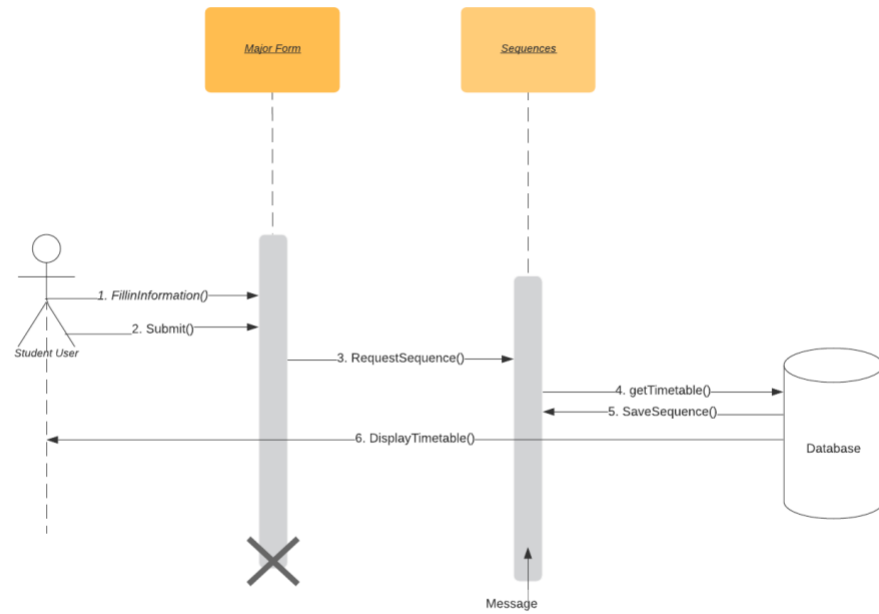 Major Form
Sequences
1. FillinInformation()
2. Submit()
Student User
3. RequestSequence()
4. getTimetable()
5. SaveSequence()
6. DisplayTimetable()
Database
Message